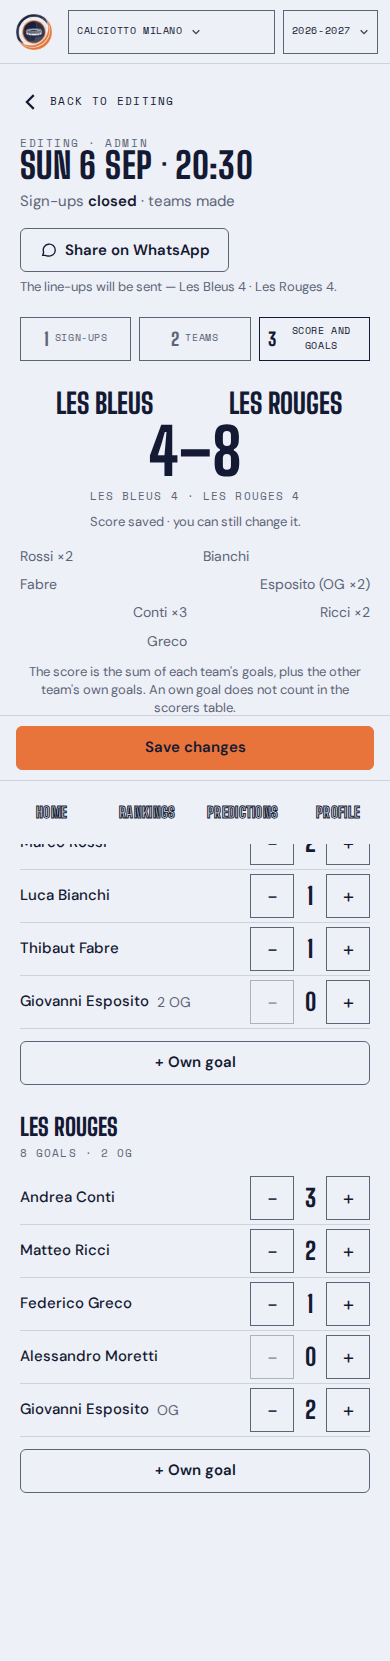 CALCIOTTO MILANO
2026-2027
BACK TO EDITING
EDITING · ADMIN
SUN 6 SEP · 20:30
Sign-ups closed · teams made
Share on WhatsApp
The line-ups will be sent — Les Bleus 4 · Les Rouges 4.
1 SIGN-UPS
2 TEAMS
3 SCORE AND GOALS
LES BLEUS LES ROUGES
4–8
LES BLEUS 4 · LES ROUGES 4
Score saved · you can still change it.
Rossi ×2 Bianchi
Fabre Esposito (OG ×2)
Conti ×3 Ricci ×2
Greco
The score is the sum of each team's goals, plus the other
team's own goals. An own goal does not count in the
scorers table.
Save changes
HOME RANKINGS PREDICTIONS PROFILE
Marco Rossi − 2 +
Luca Bianchi − 1 +
Thibaut Fabre − 1 +
Giovanni Esposito 2 OG − 0 +
+ Own goal
LES ROUGES
8 GOALS · 2 OG
Andrea Conti − 3 +
Matteo Ricci − 2 +
Federico Greco − 1 +
Alessandro Moretti − 0 +
Giovanni Esposito OG − 2 +
+ Own goal